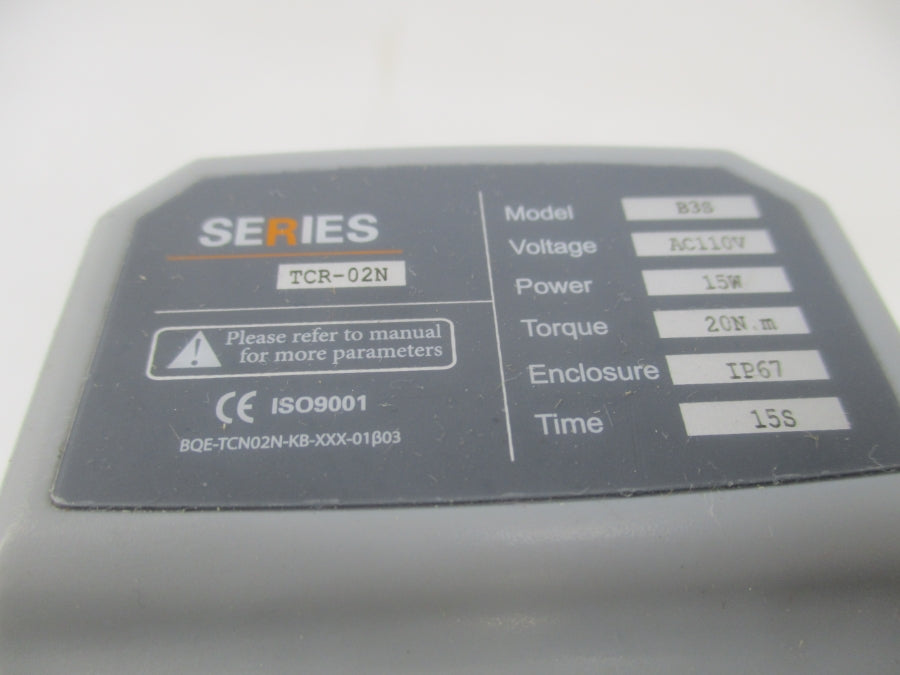 SERIES
TCR-02N
Please refer to manual
for more parameters
CE ISO9001
BQE-TCN02N-KB-XXX-01β03
Model B3S
Voltage AC110V
Power 15W
Torque 20N.m
Enclosure IP67
Time 15S